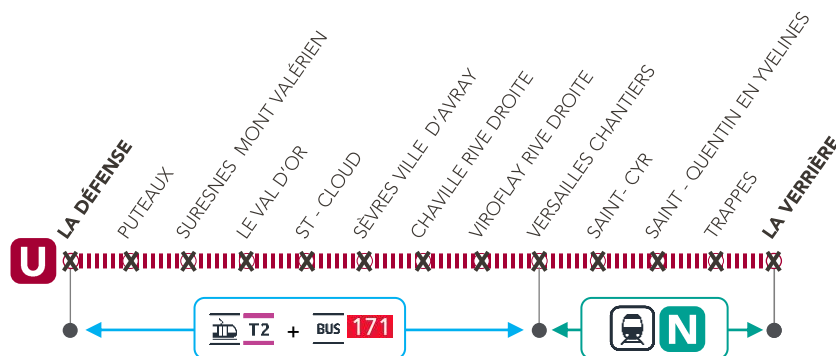 LA DÉFENSE
PUTEAUX
SURESNES MONT VALÉRIEN
LE VAL D'OR
ST - CLOUD
SÈVRES VILLE D'AVRAY
CHAVILLE RIVE DROITE
VIROFLAY RIVE DROITE
VERSAILLES CHANTIERS
SAINT- CYR
SAINT - QUENTIN EN YVELINES
TRAPPES
LA VERRIÈRE
U
T2 + BUS 171
N